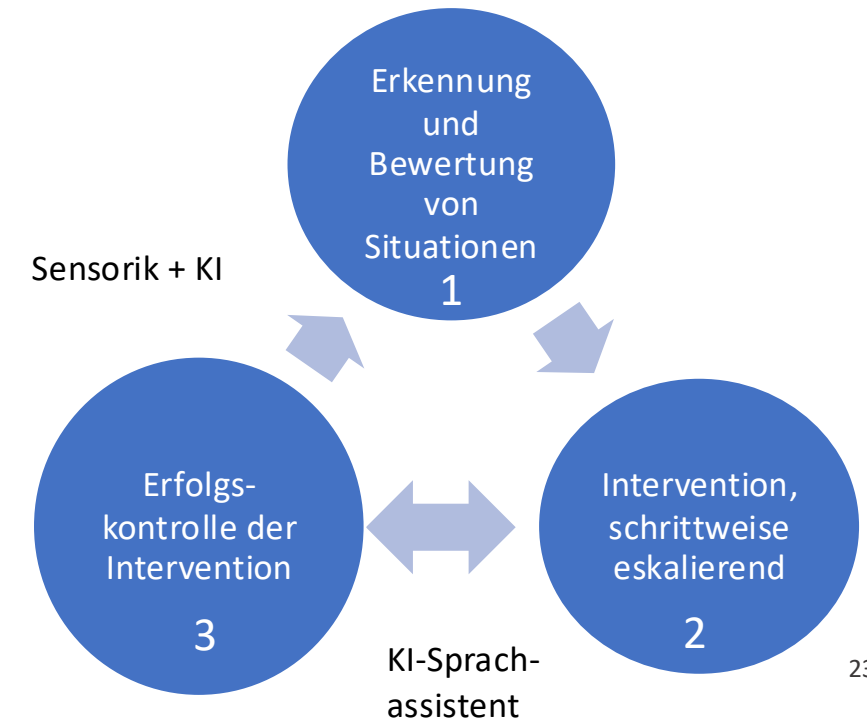 Erkennung
und
Bewertung
von
Situationen
1
Sensorik + KI
Erfolgs-
kontrolle der
Intervention
3
Intervention,
schrittweise
eskalierend
2
KI-Sprach-
assistent
23